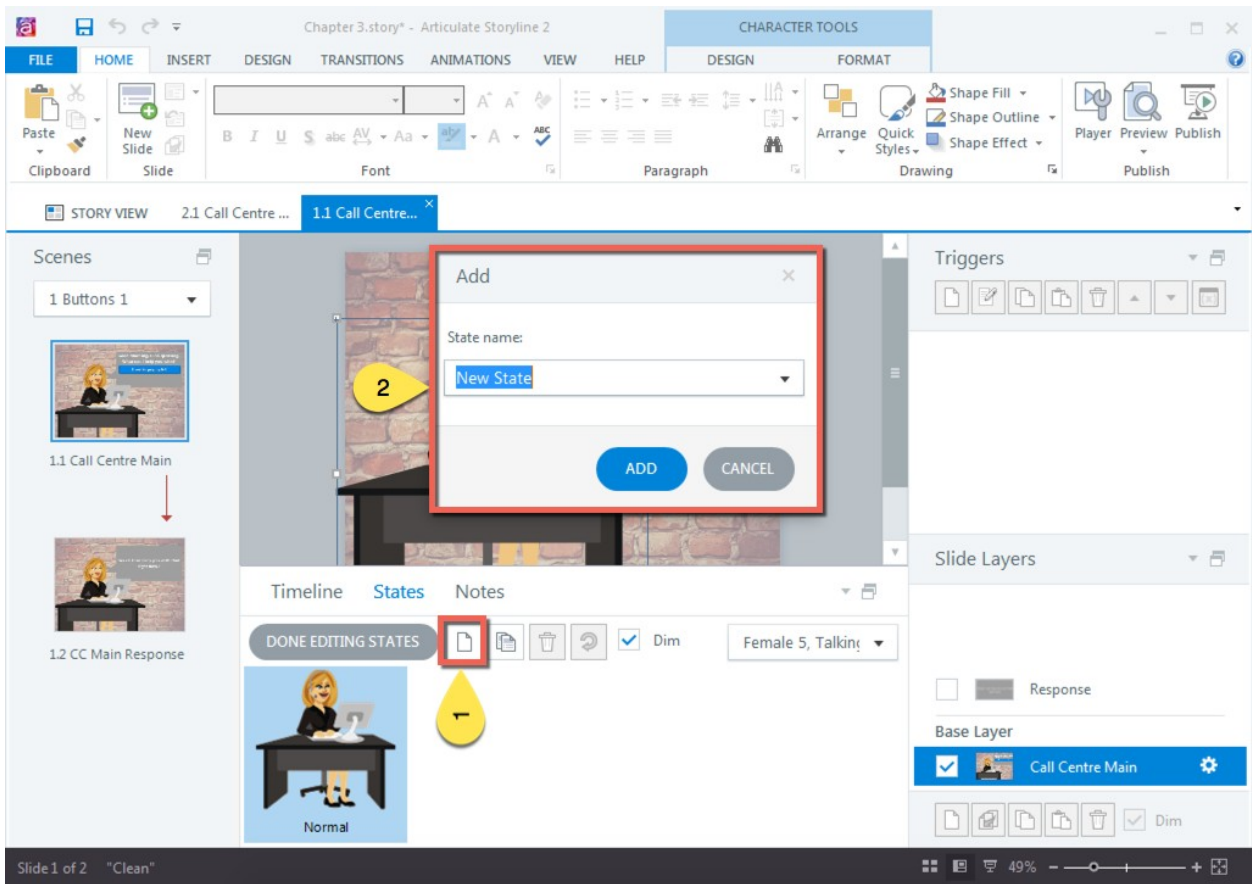 Chapter 3.story* - Articulate Storyline 2
CHARACTER TOOLS
FILE HOME INSERT DESIGN TRANSITIONS ANIMATIONS VIEW HELP DESIGN FORMAT
Paste
New Slide
B I U S abc AV Aa aby A ABC
Arrange
Quick Styles
Shape Fill
Shape Outline
Shape Effect
Player Preview Publish
Clipboard Slide Font Paragraph Drawing Publish
STORY VIEW 2.1 Call Centre ... 1.1 Call Centre...
Scenes
1 Buttons 1
1.1 Call Centre Main
1.2 CC Main Response
Add
State name:
New State
2
ADD CANCEL
Triggers
Timeline States Notes
DONE EDITING STATES
Dim
Female 5, Talking
1
Normal
Slide Layers
Response
Base Layer
Call Centre Main
Dim
Slide 1 of 2 "Clean" 49%